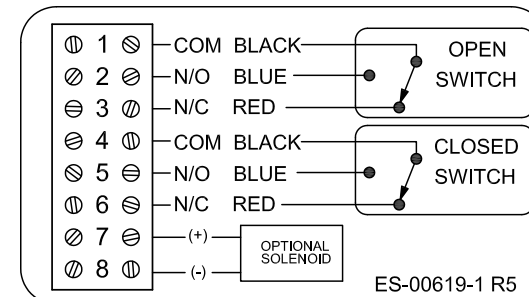 1 COM BLACK
2 N/O BLUE
3 N/C RED
OPEN
SWITCH
4 COM BLACK
5 N/O BLUE
6 N/C RED
CLOSED
SWITCH
7 (+)
8 (-)
OPTIONAL
SOLENOID
ES-00619-1 R5